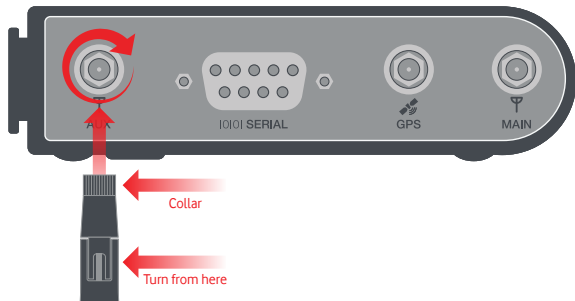 AUX
|O|O| SERIAL
GPS
MAIN
Collar
Turn from here